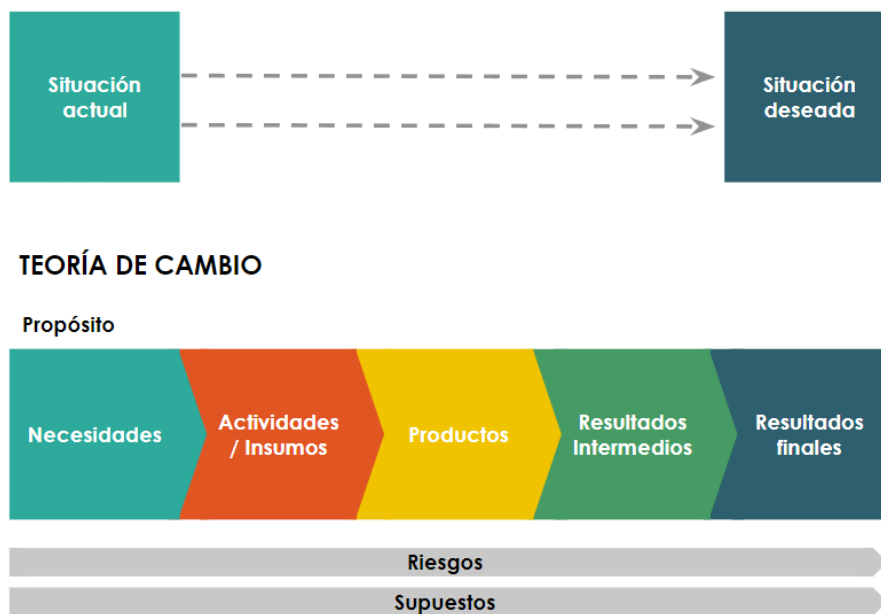 Situación
actual
Situación
deseada
TEORÍA DE CAMBIO
Propósito
Necesidades
Actividades
/ Insumos
Productos
Resultados
Intermedios
Resultados
finales
Riesgos
Supuestos